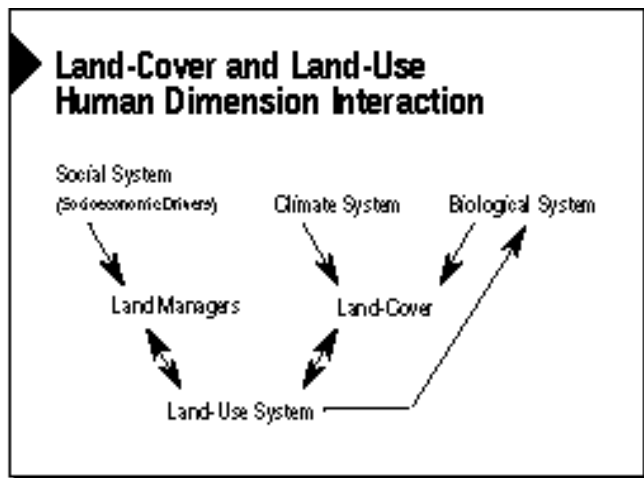 Land-Cover and Land-Use
Human Dimension Interaction
Social System
(Socioeconomic Drivers)
Climate System
Biological System
Land Managers
Land-Cover
Land-Use System